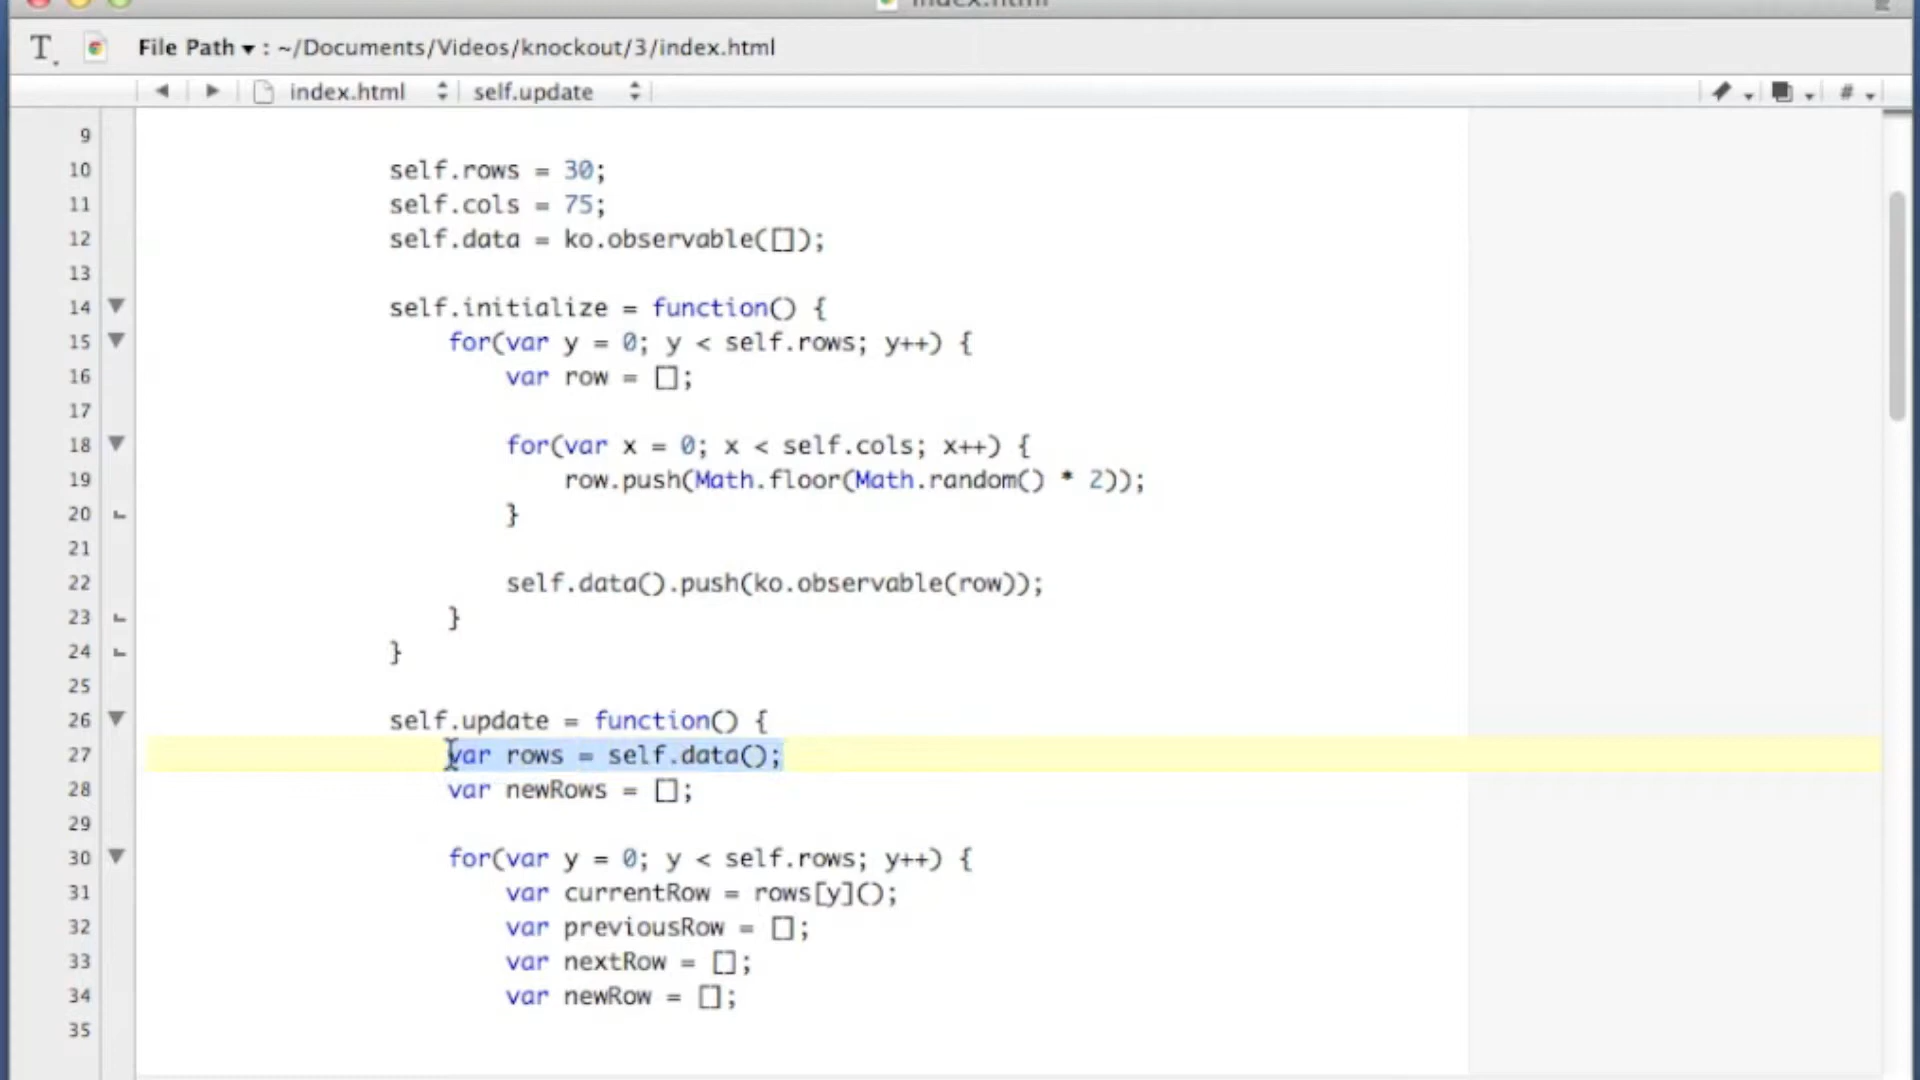 index.html
File Path ▾ : ~/Documents/Videos/knockout/3/index.html
index.html self.update #
9
10 self.rows = 30;
11 self.cols = 75;
12 self.data = ko.observable([]);
13
14 self.initialize = function() {
15 for(var y = 0; y < self.rows; y++) {
16 var row = [];
17
18 for(var x = 0; x < self.cols; x++) {
19 row.push(Math.floor(Math.random() * 2));
20 }
21
22 self.data().push(ko.observable(row));
23 }
24 }
25
26 self.update = function() {
27 var rows = self.data();
28 var newRows = [];
29
30 for(var y = 0; y < self.rows; y++) {
31 var currentRow = rows[y]();
32 var previousRow = [];
33 var nextRow = [];
34 var newRow = [];
35